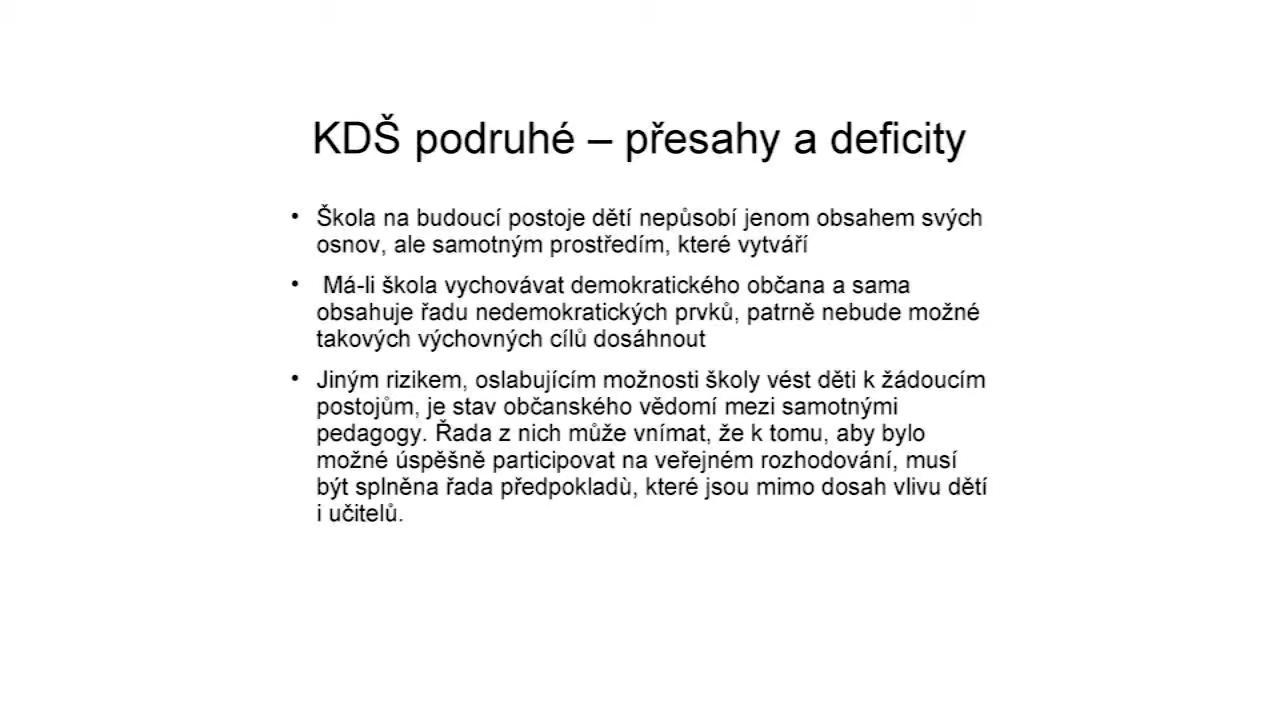 KDŠ podruhé – přesahy a deficity
• Škola na budoucí postoje dětí nepůsobí jenom obsahem svých
osnov, ale samotným prostředím, které vytváří
• Má-li škola vychovávat demokratického občana a sama
obsahuje řadu nedemokratických prvků, patrně nebude možné
takových výchovných cílů dosáhnout
• Jiným rizikem, oslabujícím možnosti školy vést děti k žádoucím
postojům, je stav občanského vědomí mezi samotnými
pedagogy. Řada z nich může vnímat, že k tomu, aby bylo
možné úspěšně participovat na veřejném rozhodování, musí
být splněna řada předpokladù, které jsou mimo dosah vlivu dětí
i učitelů.